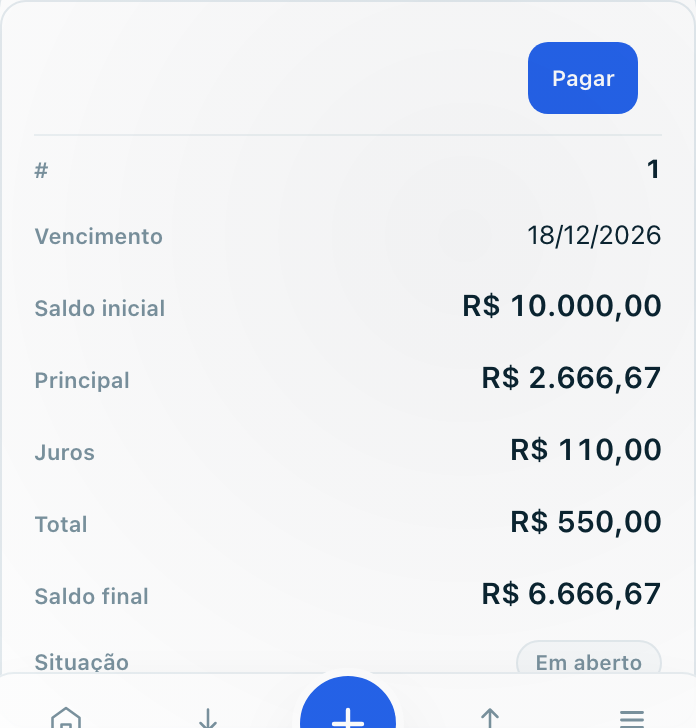 Pagar
# 1
Vencimento 18/12/2026
Saldo inicial R$ 10.000,00
Principal R$ 2.666,67
Juros R$ 110,00
Total R$ 550,00
Saldo final R$ 6.666,67
Situação Em aberto